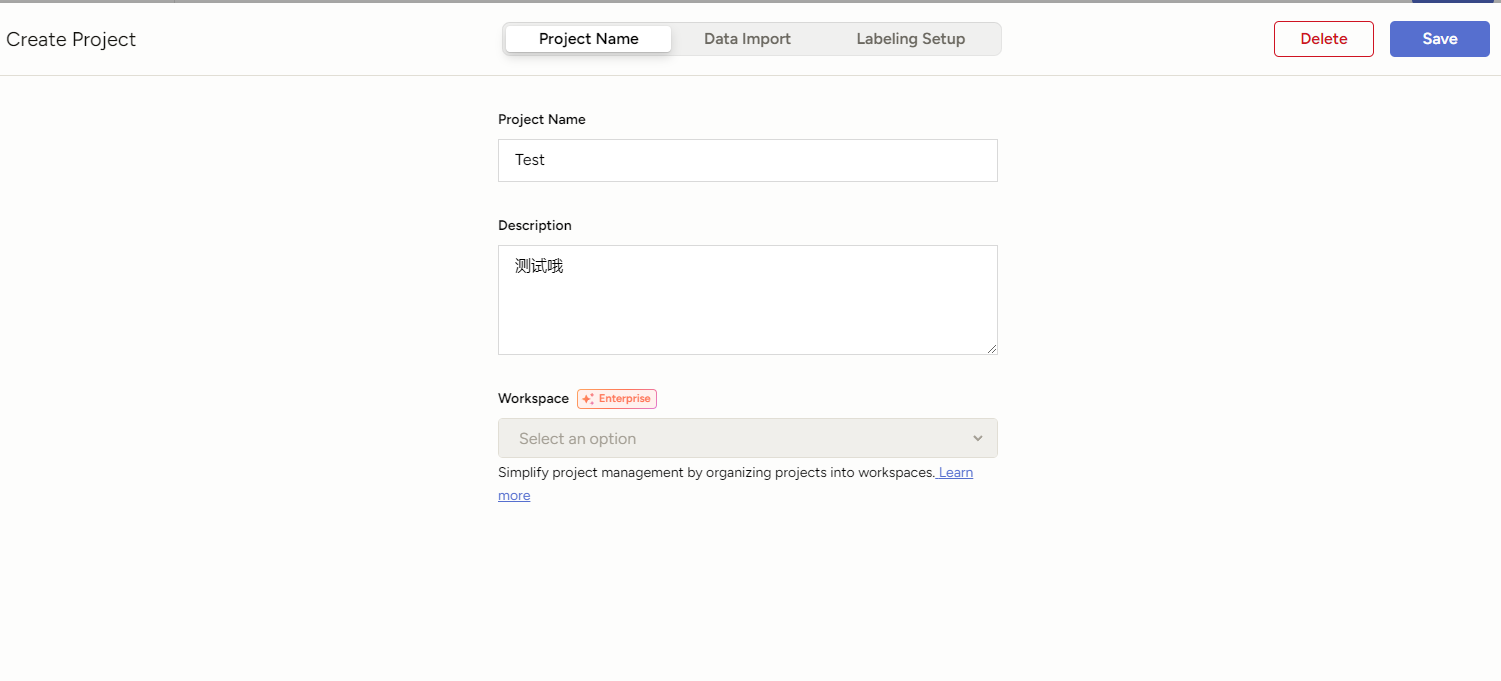 Create Project
Project Name
Data Import
Labeling Setup
Delete
Save
Project Name
Test
Description
测试哦
Workspace
Enterprise
Select an option
Simplify project management by organizing projects into workspaces. Learn
more